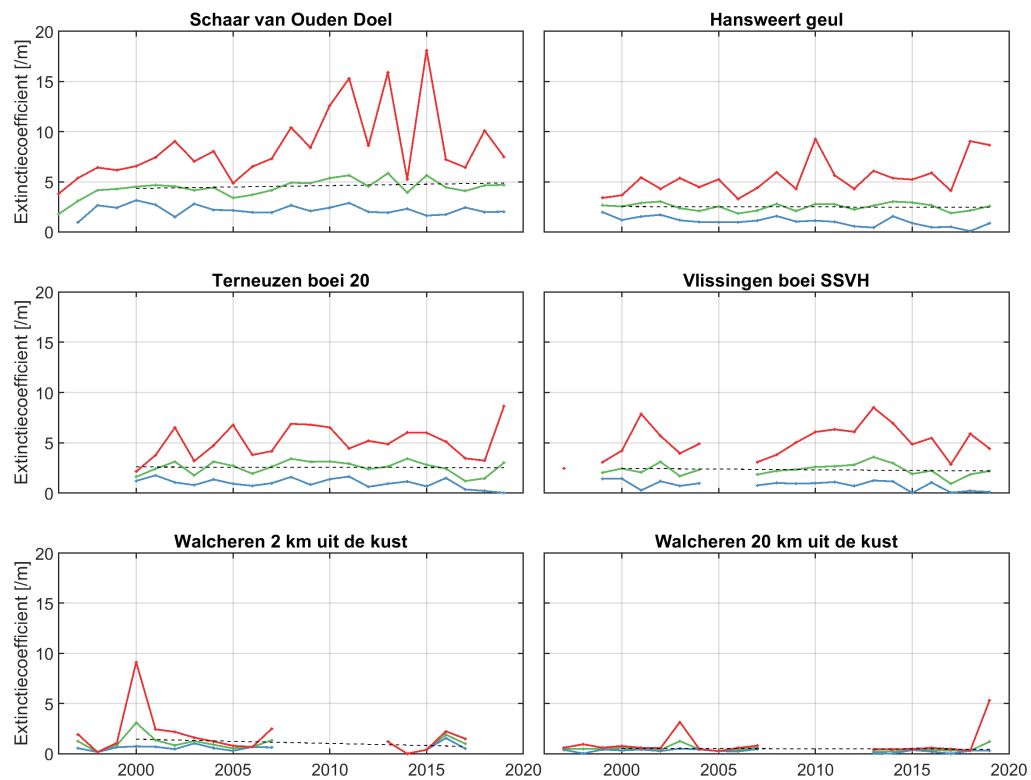 Schaar van Ouden Doel
Hansweert geul
Extinctiecoefficient [/m]
20
15
10
5
0
Terneuzen boei 20
Vlissingen boei SSVH
Extinctiecoefficient [/m]
20
15
10
5
0
Walcheren 2 km uit de kust
Walcheren 20 km uit de kust
Extinctiecoefficient [/m]
20
15
10
5
0
2000 2005 2010 2015 2020
2000 2005 2010 2015 2020